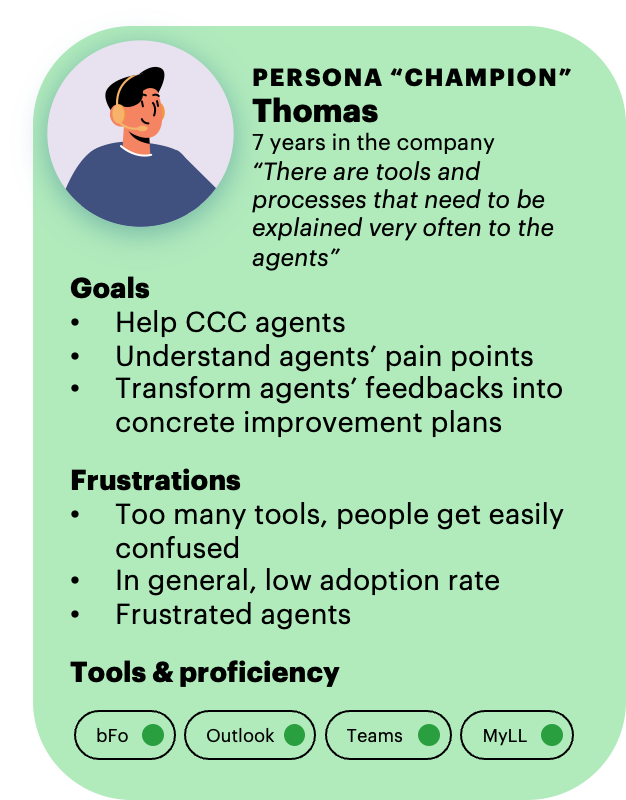 PERSONA “CHAMPION”
Thomas
7 years in the company
“There are tools and
processes that need to be
explained very often to the
agents”
Goals
• Help CCC agents
• Understand agents’ pain points
• Transform agents’ feedbacks into
concrete improvement plans
Frustrations
• Too many tools, people get easily
confused
• In general, low adoption rate
• Frustrated agents
Tools & proficiency
bFo Outlook Teams MyLL